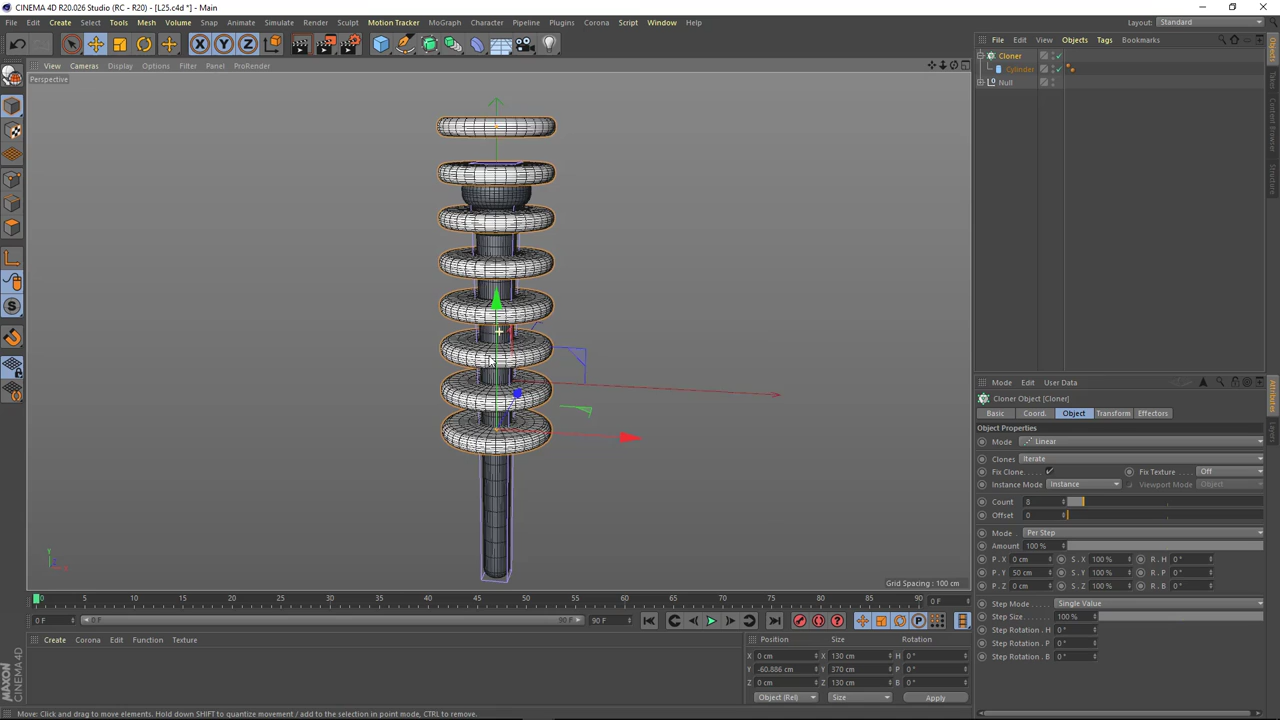 CINEMA 4D R20.026 Studio (RC - R20) - [L25.c4d *] - Main
File Edit Create Select Tools Mesh Volume Snap Animate Simulate Render Sculpt Motion Tracker MoGraph Character Pipeline Plugins Corona Script Window Help Layout: Standard
X Y Z
File Edit View Objects Tags Bookmarks
View Cameras Display Options Filter Panel ProRender
Perspective
Cloner
Cylinder
Null
Objects
Takes
Content Browser
Structure
Mode Edit User Data
Cloner Object [Cloner]
Basic Coord. Object Transform Effectors
Object Properties
Mode Linear
Clones Iterate
Fix Clone Fix Texture Off
Instance Mode Instance Viewport Mode Object
Count 8
Offset 0
Mode Per Step
Amount 100 %
P . X 0 cm S . X 100 % R . H 0 °
P . Y 50 cm S . Y 100 % R . P 0 °
P . Z 0 cm S . Z 100 % R . B 0 °
Step Mode Single Value
Step Size 100 %
Step Rotation . H 0 °
Step Rotation . P 0 °
Step Rotation . B 0 °
Attributes
Layers
Y
X
Grid Spacing : 100 cm
0 5 10 15 20 25 30 35 40 45 50 55 60 65 70 75 80 85 90 0 F
0 F 0 F 90 F 90 F
Create Corona Edit Function Texture
Position Size Rotation
X 0 cm X 130 cm H 0 °
Y -60.886 cm Y 370 cm P 0 °
Z 0 cm Z 130 cm B 0 °
Object (Rel) Size Apply
MAXON CINEMA 4D
Move: Click and drag to move elements. Hold down SHIFT to quantize movement / add to the selection in point mode, CTRL to remove.